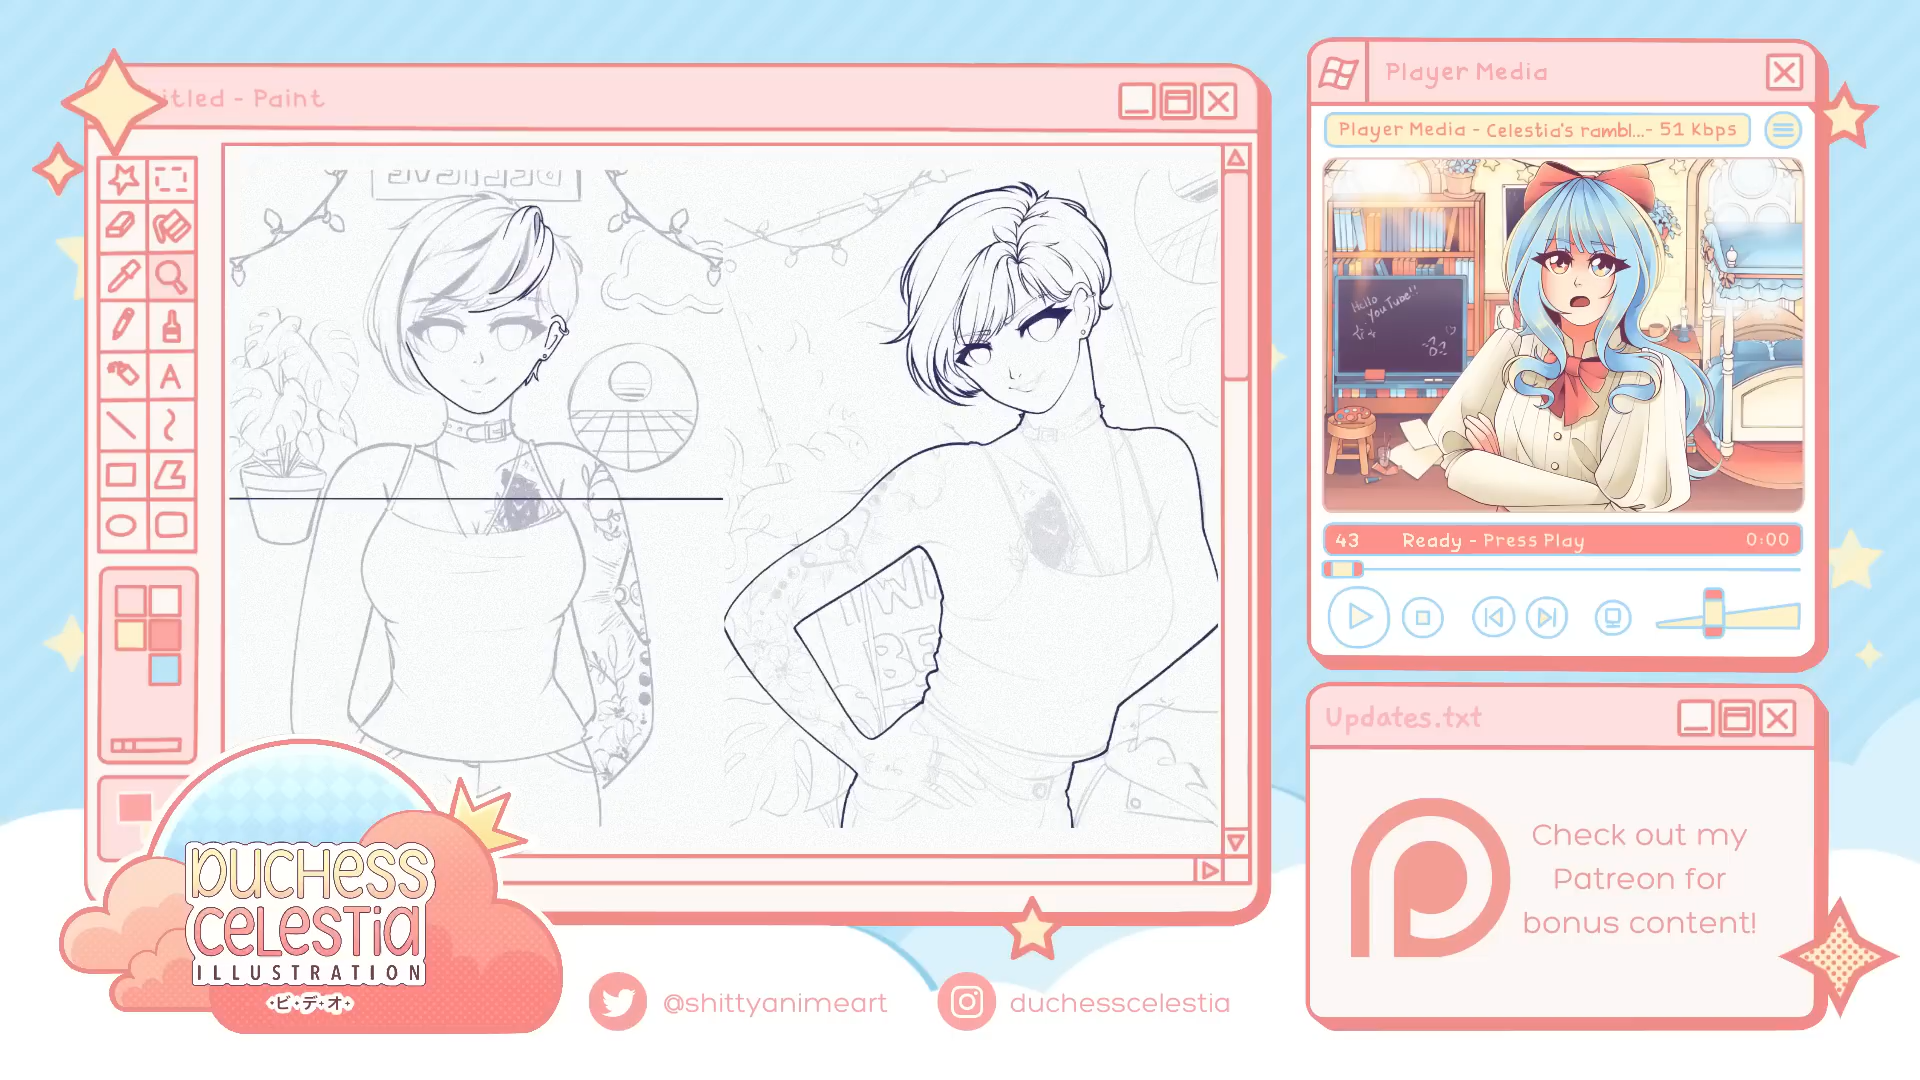 titled - Paint
Player Media
Player Media - Celestia's rambl...- 51 Kbps
Hello
YouTube!!
43 Ready - Press Play 0:00
A
Updates.txt
Check out my
Patreon for
bonus content!
DUCHESS
CELESTIA
ILLUSTRATION
・ビ・デ・オ・
@shittyanimeart
duchesscelestia